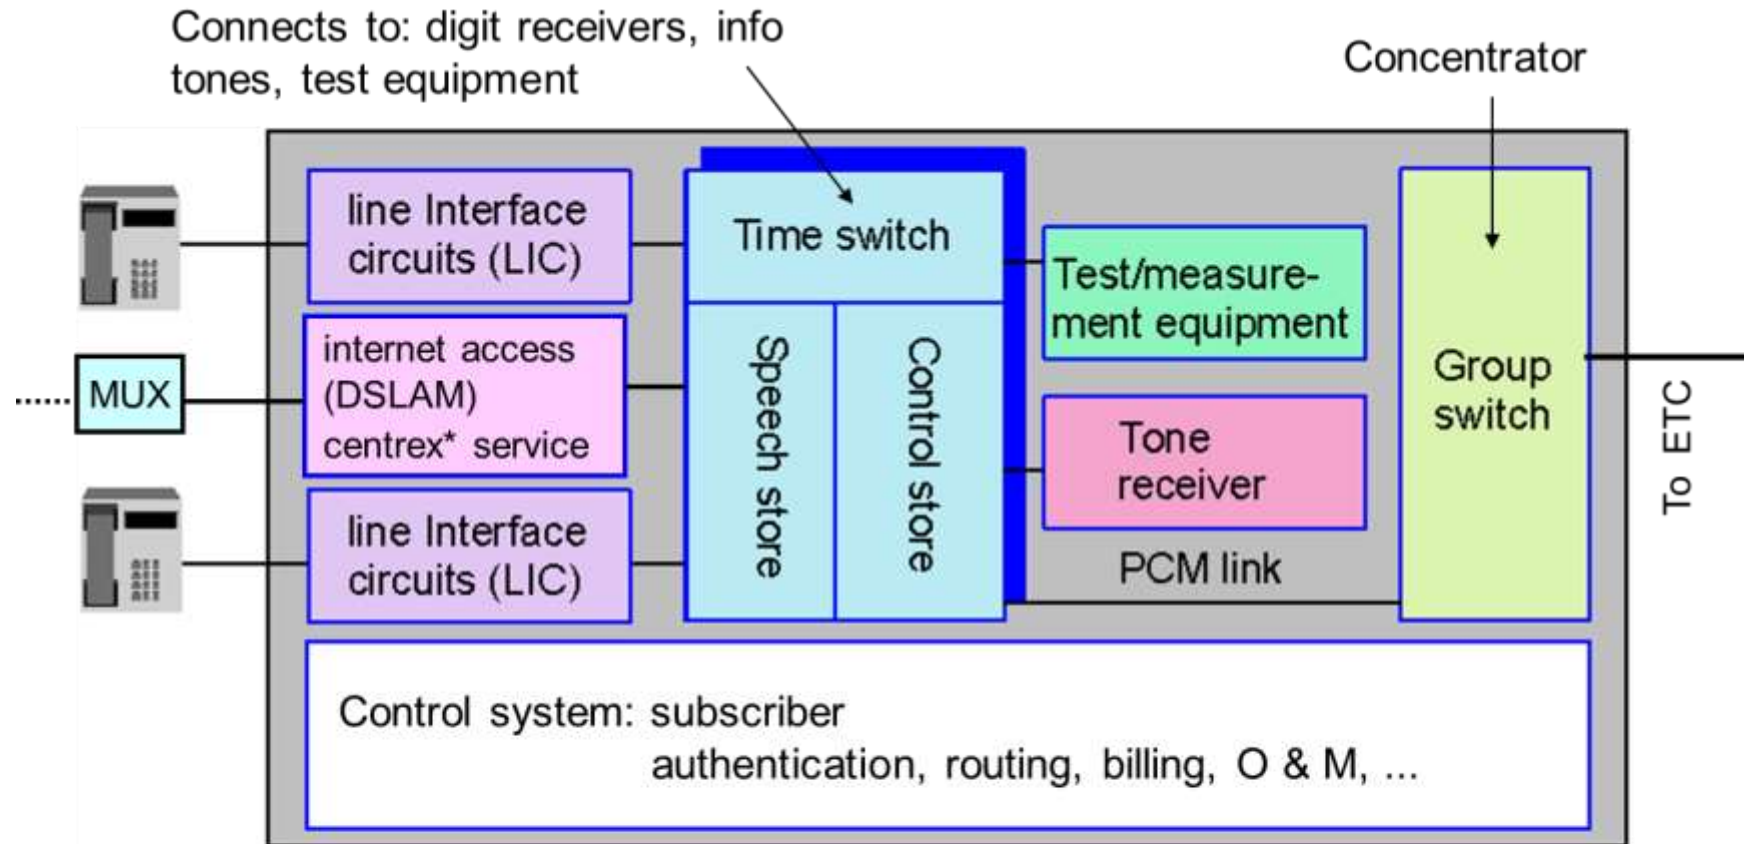 Connects to: digit receivers, info
tones, test equipment
Concentrator
line Interface
circuits (LIC)
Time switch
Test/measure-
ment equipment
internet access
(DSLAM)
centrex* service
MUX
Speech store
Control store
Group
switch
To ETC
Tone
receiver
line Interface
circuits (LIC)
PCM link
Control system: subscriber
authentication, routing, billing, O & M, ...